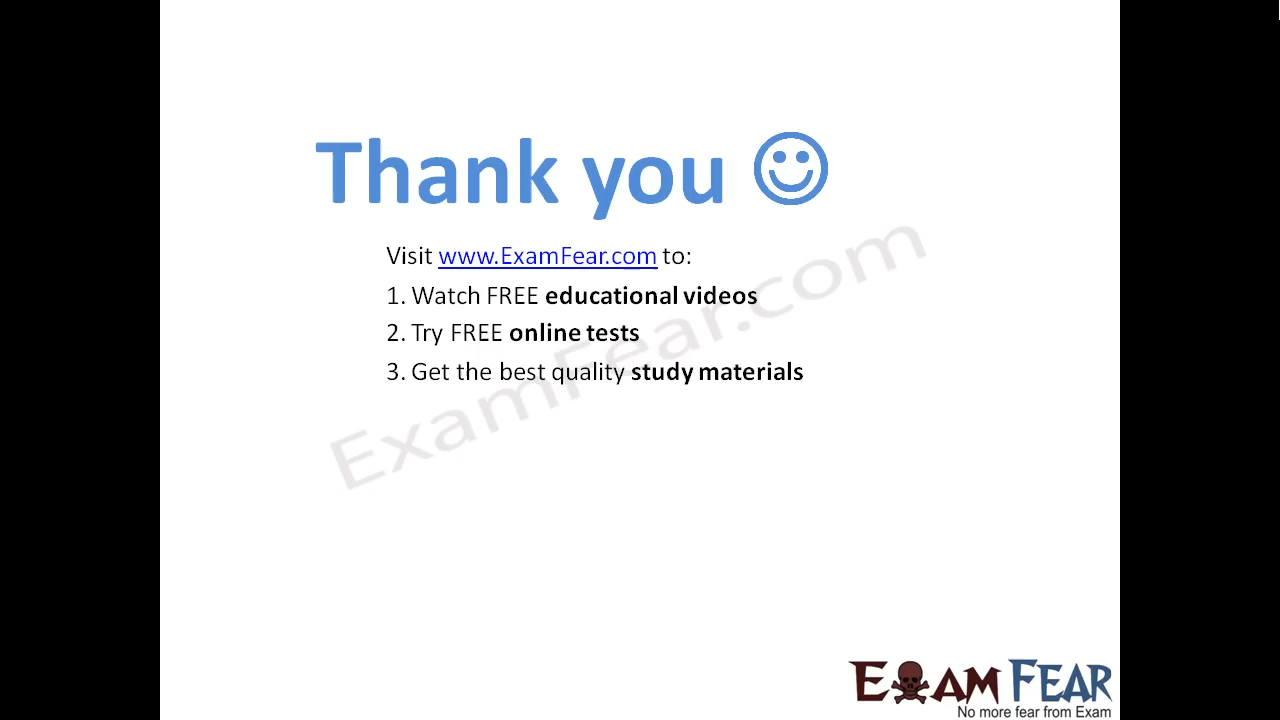 Thank you ☺
Visit www.ExamFear.com to:
1. Watch FREE educational videos
2. Try FREE online tests
3. Get the best quality study materials
ExamFear.com
EXAM FEAR
No more fear from Exam